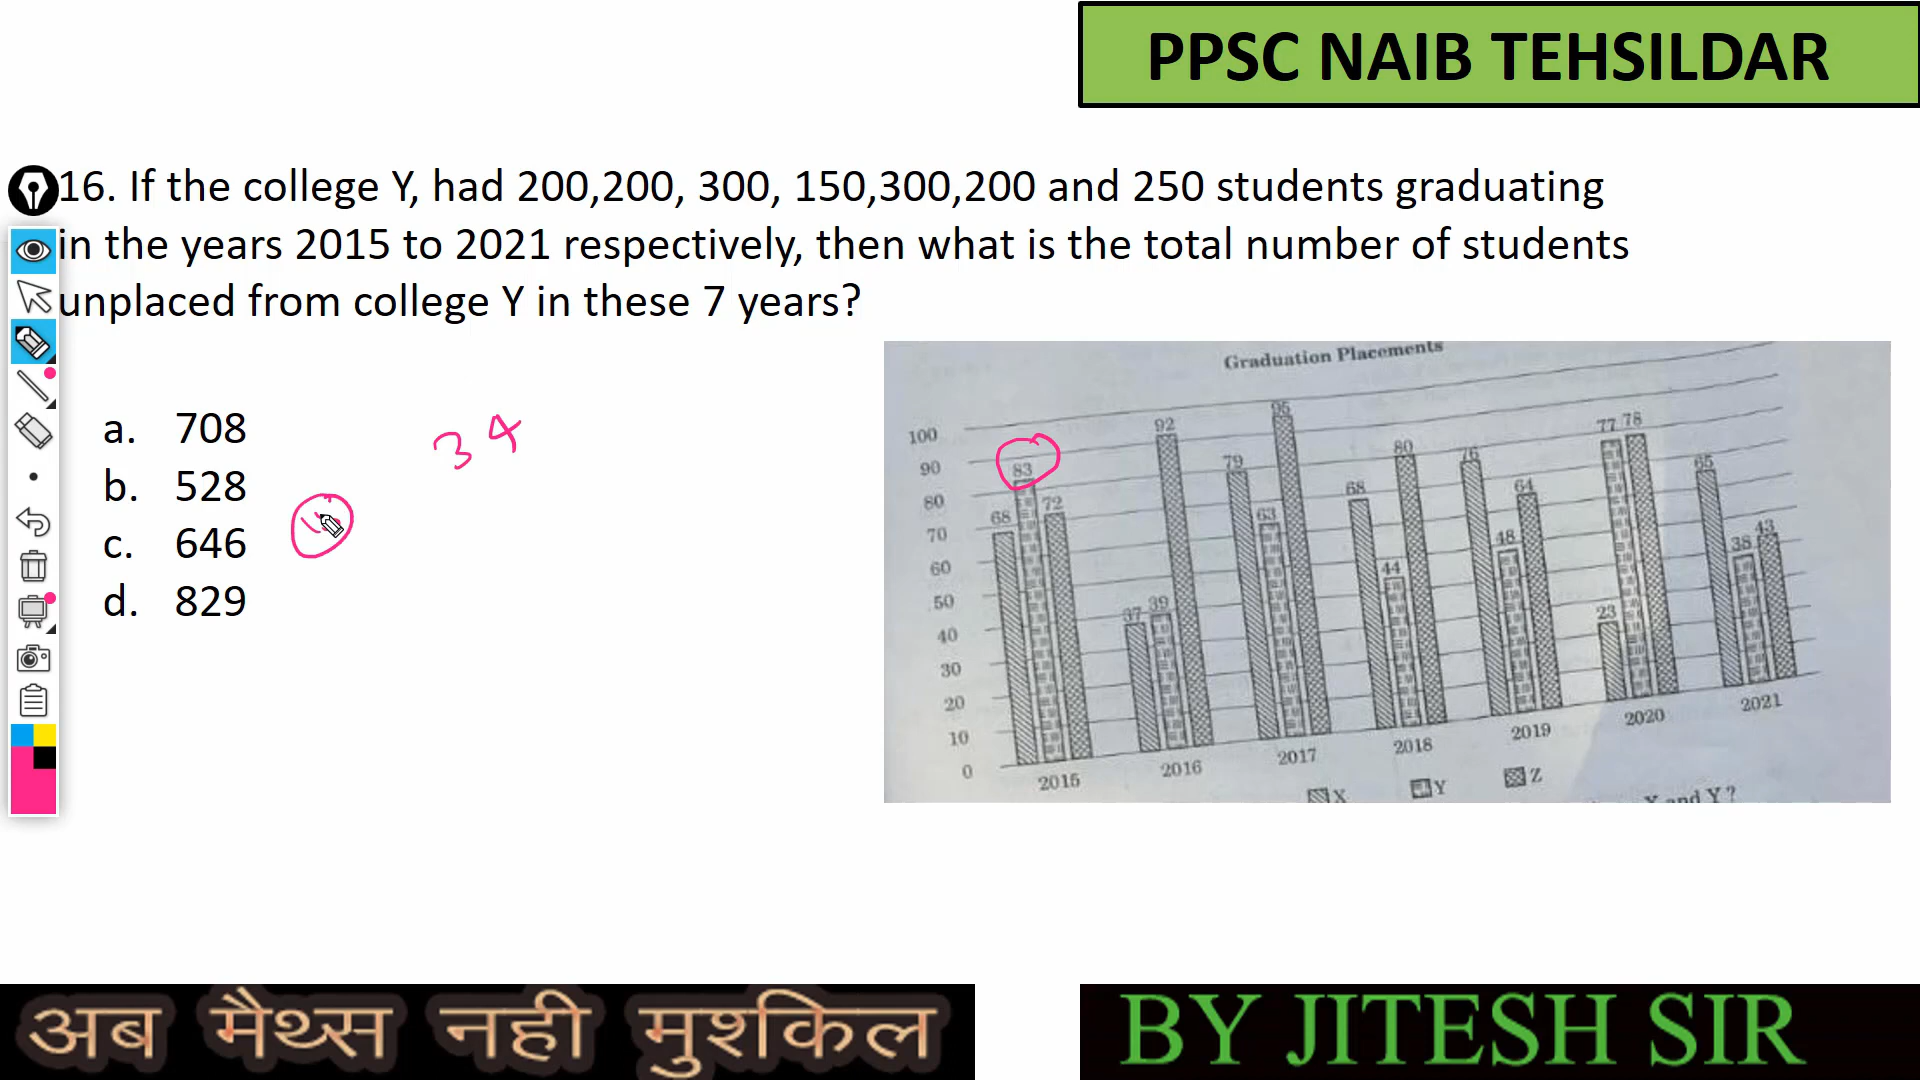 PPSC NAIB TEHSILDAR
16. If the college Y, had 200,200, 300, 150,300,200 and 250 students graduating
in the years 2015 to 2021 respectively, then what is the total number of students
unplaced from college Y in these 7 years?
a. 708
b. 528
c. 646
d. 829
34
Graduation Placements
100
90
80
70
60
50
40
30
20
10
0
68 83 72
37 39 92
79 63 95
68 44 80
76 48 64
23 77 78
65 38 43
2015 2016 2017 2018 2019 2020 2021
X Y Z
X and Y ?
अब मैथ्स नही मुश्किल
BY JITESH SIR